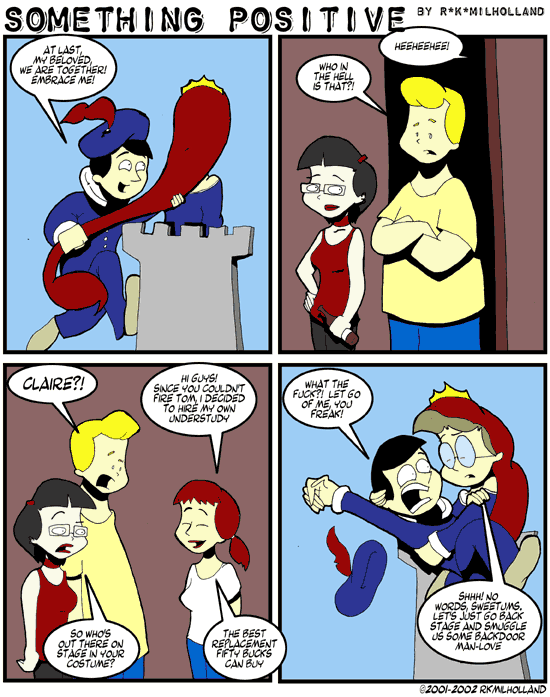 SOMETHING POSITIVE BY R*K*MILHOLLAND
AT LAST,
MY BELOVED,
WE ARE TOGETHER!
EMBRACE ME!
HEEHEEHEE!
WHO IN
THE HELL
IS THAT?!
CLAIRE?!
HI GUYS!
SINCE YOU COULDN'T
FIRE TOM, I DECIDED
TO HIRE MY OWN
UNDERSTUDY
SO WHO'S
OUT THERE ON
STAGE IN YOUR
COSTUME?
THE BEST
REPLACEMENT
FIFTY BUCKS
CAN BUY
WHAT THE
FUCK?! LET GO
OF ME, YOU
FREAK!
SHHH! NO
WORDS, SWEETUMS.
LET'S JUST GO BACK
STAGE AND SMUGGLE
US SOME BACKDOOR
MAN-LOVE
©2001-2002 RKMILHOLLAND